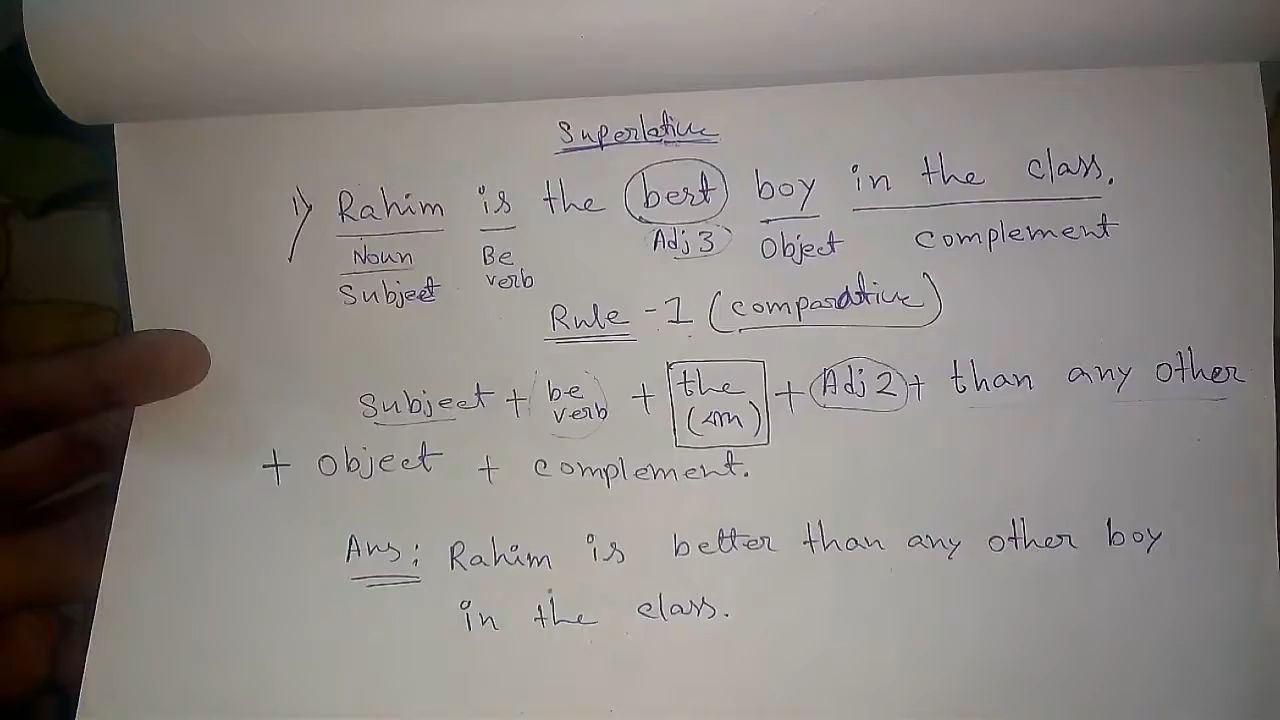 Superlative
1) Rahim is the best boy in the class.
Noun Be verb Adj 3 object complement
Subject
Rule - 1 (comparative)
Subject + be verb + the + Adj 2 + than any other
+ object + complement.
Ans: Rahim is better than any other boy
in the class.